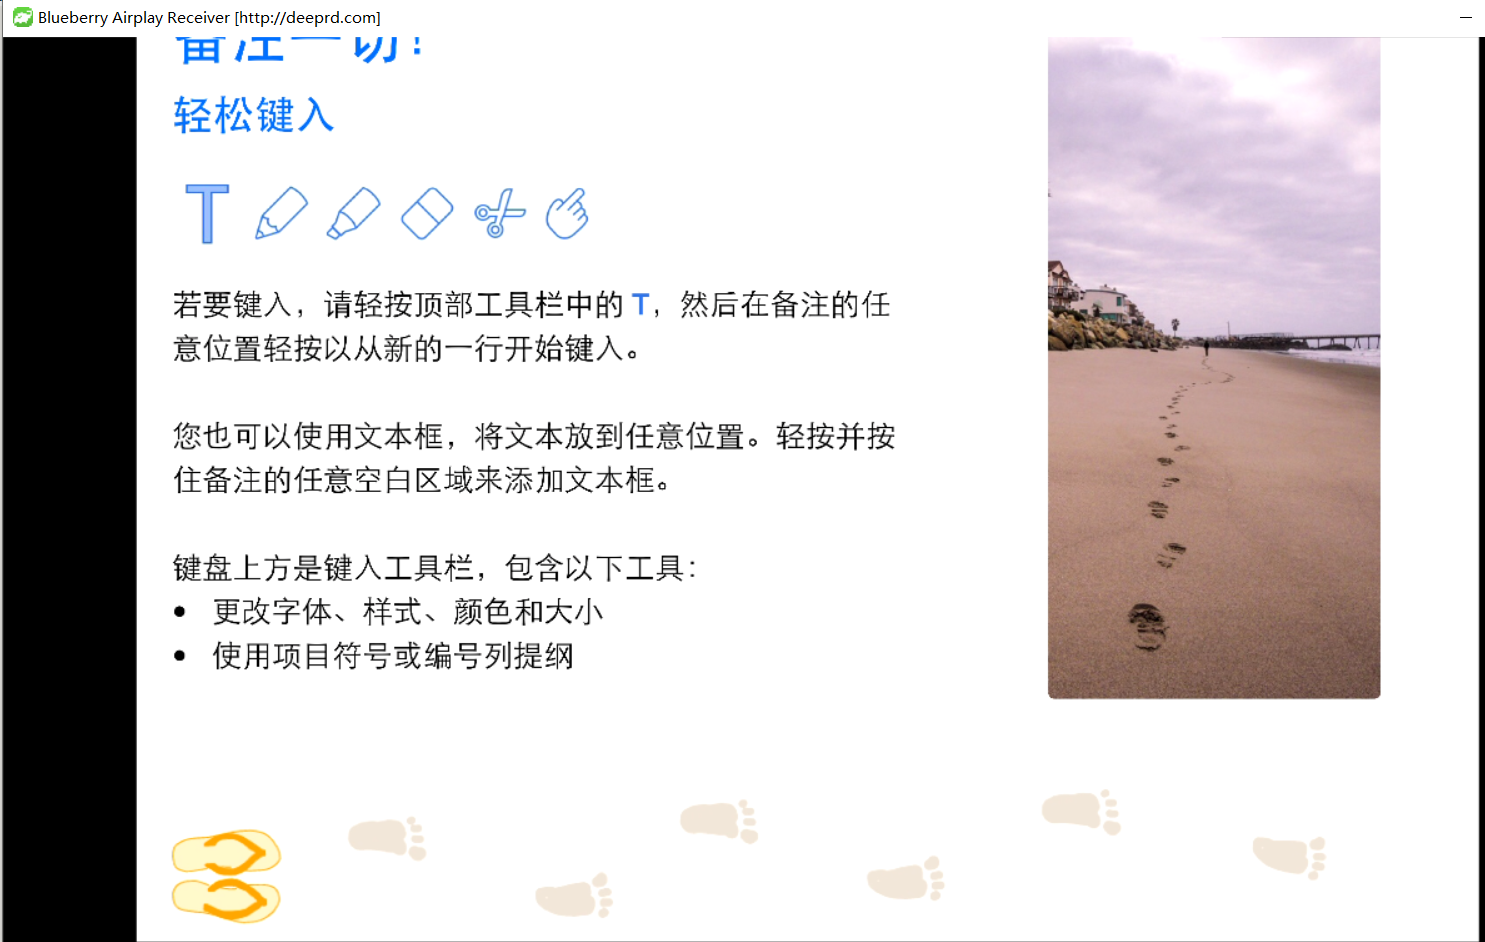 Blueberry Airplay Receiver [http://deeprd.com]
备注一切!
轻松键入
T
若要键入，请轻按顶部工具栏中的 T，然后在备注的任
意位置轻按以从新的一行开始键入。
您也可以使用文本框，将文本放到任意位置。轻按并按
住备注的任意空白区域来添加文本框。
键盘上方是键入工具栏，包含以下工具：
• 更改字体、样式、颜色和大小
• 使用项目符号或编号列提纲